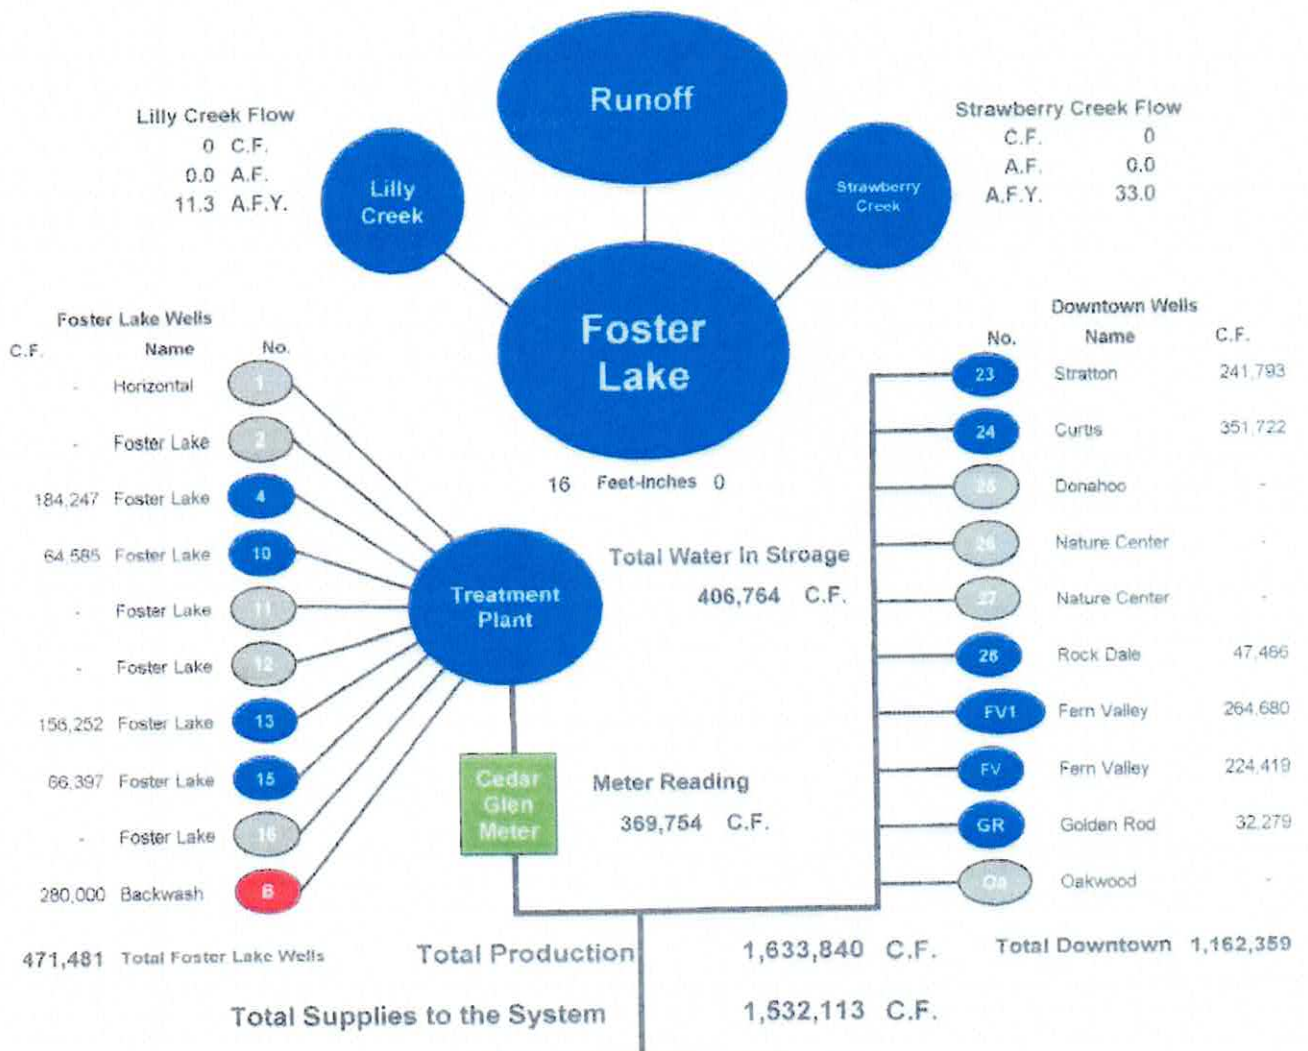 Runoff
Lilly Creek Flow
0 C.F.
0.0 A.F.
11.3 A.F.Y.
Lilly
Creek
Strawberry Creek Flow
C.F. 0
A.F. 0.0
A.F.Y. 33.0
Strawberry
Creek
Foster
Lake
16 Feet-Inches 0
Foster Lake Wells
C.F. Name No.
- Horizontal 1
- Foster Lake 2
184,247 Foster Lake 4
64,585 Foster Lake 10
- Foster Lake 11
- Foster Lake 12
156,252 Foster Lake 13
66,397 Foster Lake 15
- Foster Lake 16
280,000 Backwash B
471,481 Total Foster Lake Wells
Treatment
Plant
Total Water in Stroage
406,764 C.F.
Cedar
Glen
Meter
Meter Reading
369,754 C.F.
Downtown Wells
No. Name C.F.
23 Stratton 241,793
24 Curtis 351,722
Donahoo -
26 Nature Center -
27 Nature Center -
Rock Dale 47,466
FV1 Fern Valley 264,680
FV Fern Valley 224,419
GR Golden Rod 32,279
Oa Oakwood -
Total Production 1,633,840 C.F.
Total Downtown 1,162,359
Total Supplies to the System 1,532,113 C.F.